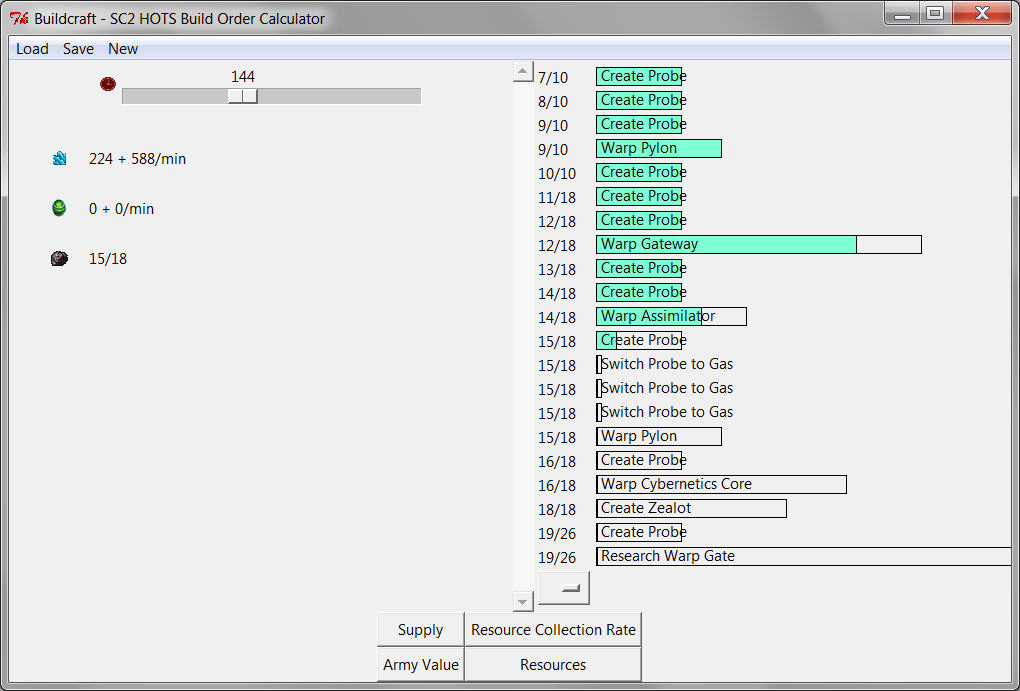 Buildcraft - SC2 HOTS Build Order Calculator
Load Save New
144
224 + 588/min
0 + 0/min
15/18
7/10 Create Probe
8/10 Create Probe
9/10 Create Probe
9/10 Warp Pylon
10/10 Create Probe
11/18 Create Probe
12/18 Create Probe
12/18 Warp Gateway
13/18 Create Probe
14/18 Create Probe
14/18 Warp Assimilator
15/18 Create Probe
15/18 Switch Probe to Gas
15/18 Switch Probe to Gas
15/18 Switch Probe to Gas
15/18 Warp Pylon
16/18 Create Probe
16/18 Warp Cybernetics Core
18/18 Create Zealot
19/26 Create Probe
19/26 Research Warp Gate
Supply Resource Collection Rate
Army Value Resources